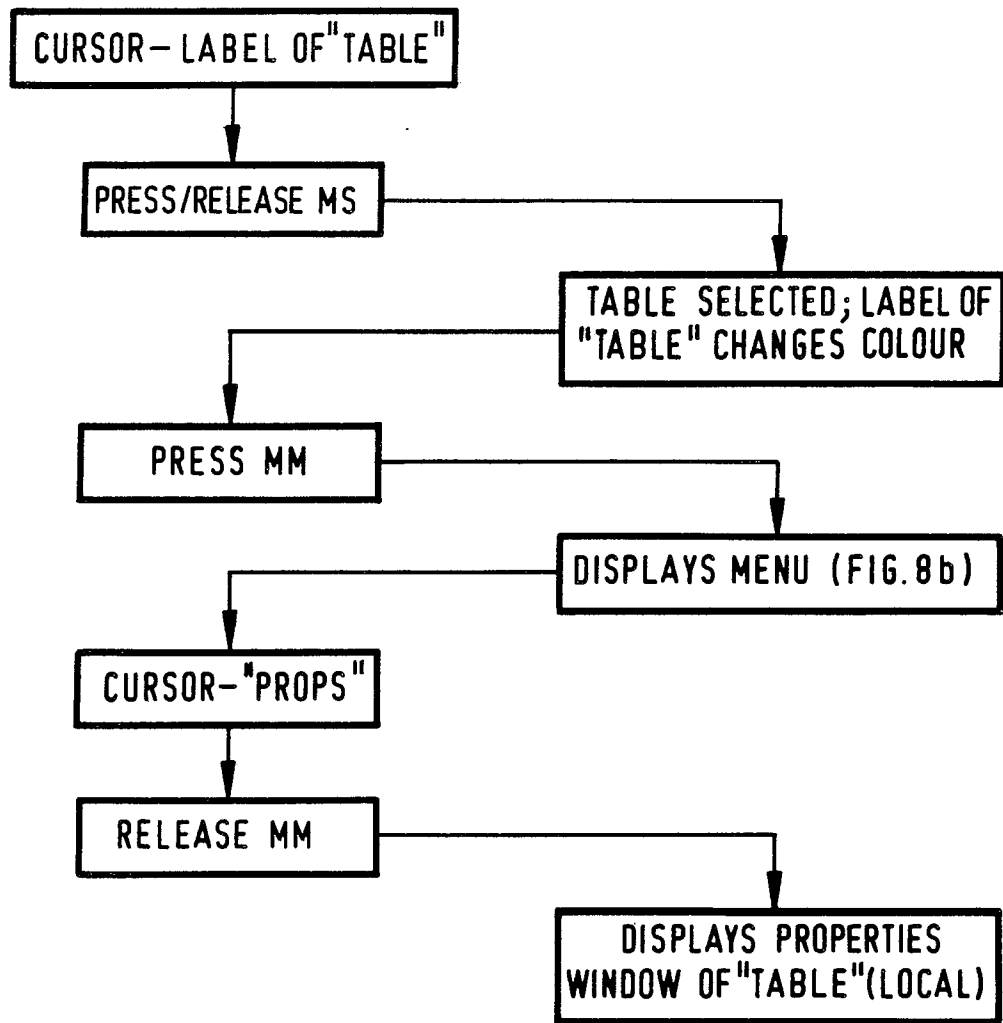 CURSOR-LABEL OF "TABLE"
PRESS/RELEASE MS
TABLE SELECTED; LABEL OF
"TABLE" CHANGES COLOUR
PRESS MM
DISPLAYS MENU (FIG.8b)
CURSOR-"PROPS"
RELEASE MM
DISPLAYS PROPERTIES
WINDOW OF "TABLE" (LOCAL)